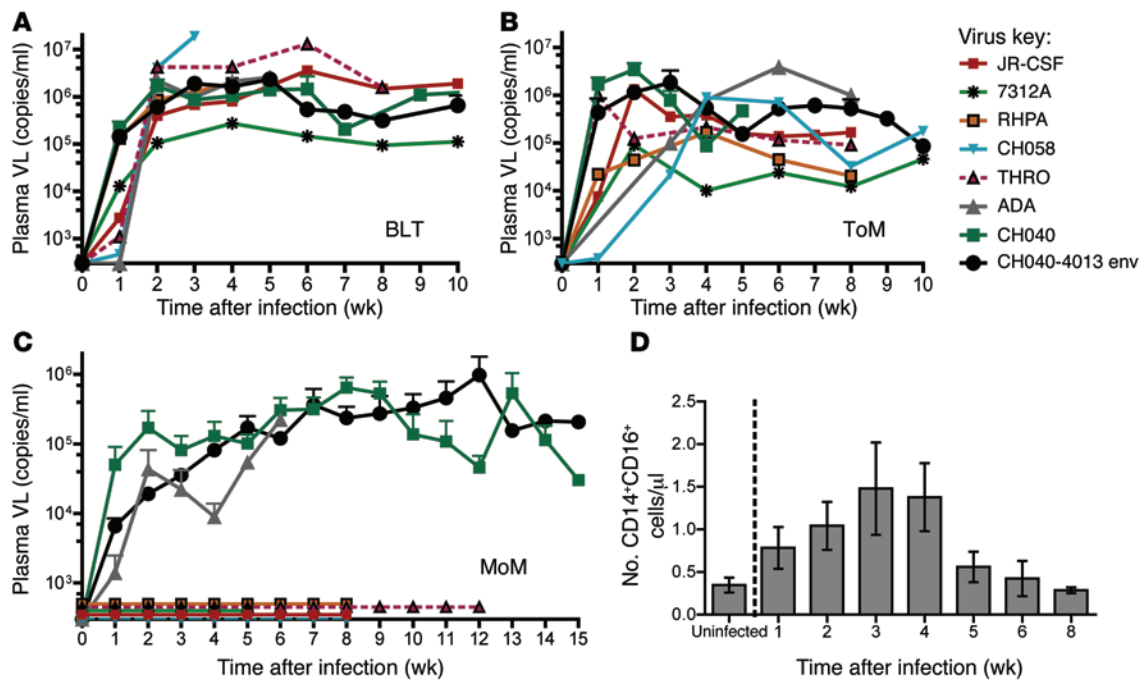 A
Plasma VL (copies/ml)
10⁷
10⁶
10⁵
10⁴
10³
BLT
0 1 2 3 4 5 6 7 8 9 10
Time after infection (wk)
B
Plasma VL (copies/ml)
10⁷
10⁶
10⁵
10⁴
10³
ToM
0 1 2 3 4 5 6 7 8 9 10
Time after infection (wk)
Virus key:
JR-CSF
7312A
RHPA
CH058
THRO
ADA
CH040
CH040-4013 env
C
Plasma VL (copies/ml)
10⁶
10⁵
10⁴
10³
MoM
0 1 2 3 4 5 6 7 8 9 10 11 12 13 14 15
Time after infection (wk)
D
No. CD14⁺CD16⁺
cells/µl
2.5
2.0
1.5
1.0
0.5
0.0
Uninfected 1 2 3 4 5 6 8
Time after infection (wk)